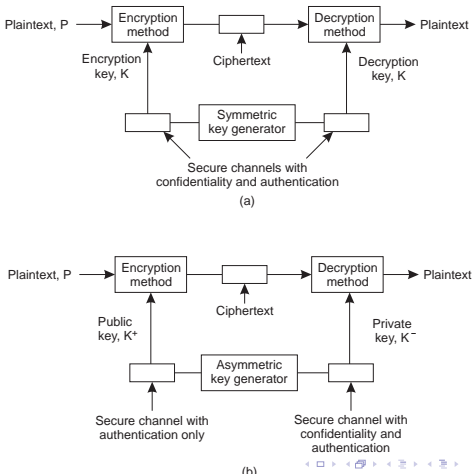 Plaintext, P
Encryption
method
Decryption
method
Plaintext
Encryption
key, K
Ciphertext
Decryption
key, K
Symmetric
key generator
Secure channels with
confidentiality and authentication
(a)
Plaintext, P
Encryption
method
Decryption
method
Plaintext
Public
key, K+
Ciphertext
Private
key, K−
Asymmetric
key generator
Secure channel with
authentication only
Secure channel with
confidentiality and
authentication
(b)